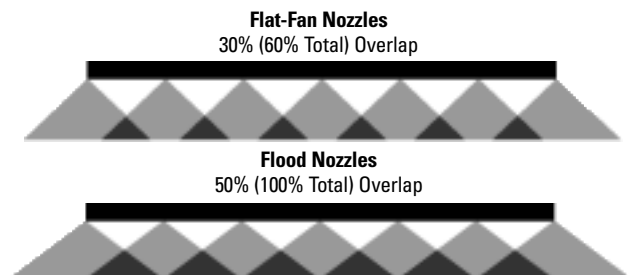 Flat-Fan Nozzles
30% (60% Total) Overlap
Flood Nozzles
50% (100% Total) Overlap